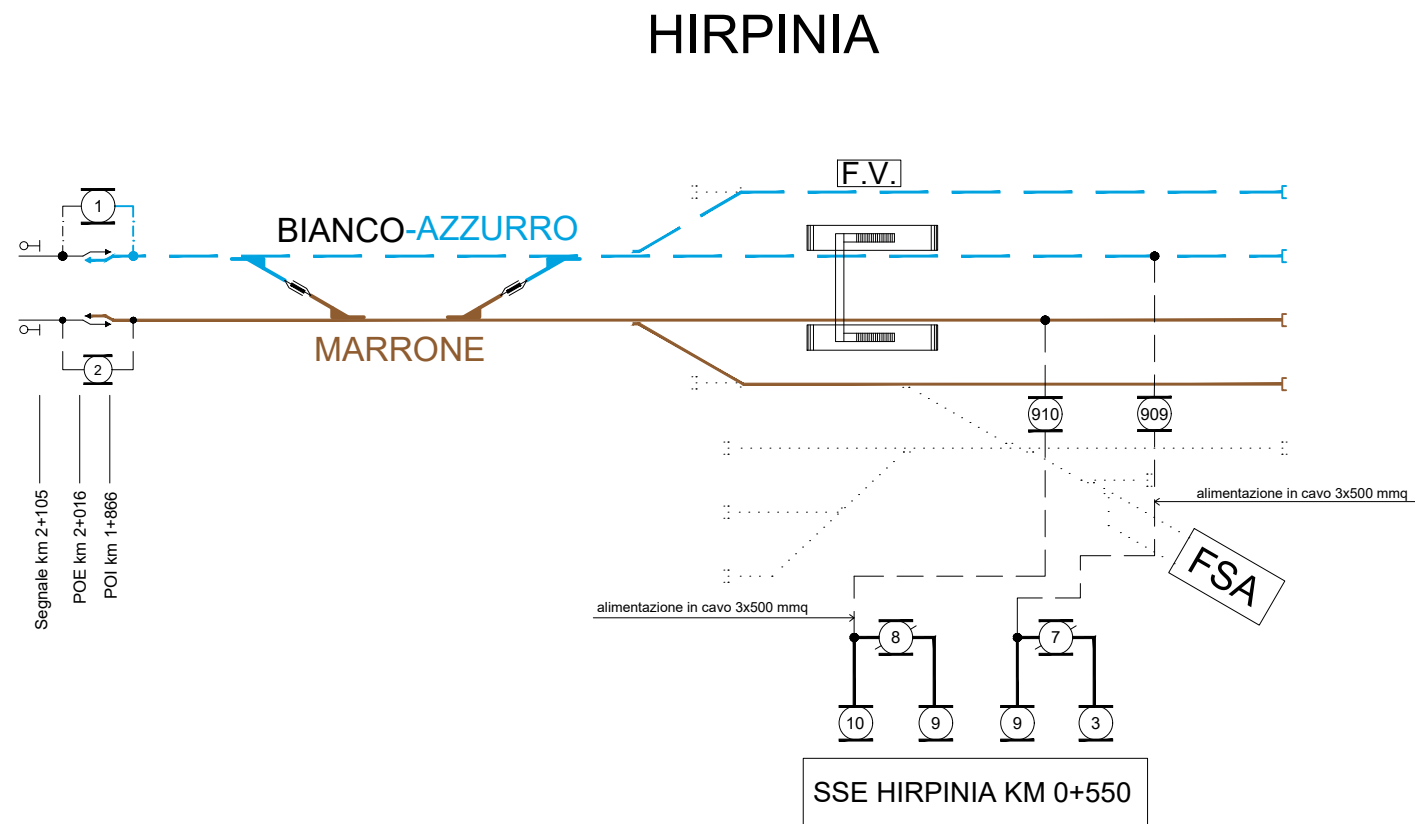 HIRPINIA
F.V.
1
BIANCO-AZZURRO
MARRONE
2
910
909
Segnale km 2+105
POE km 2+016
POI km 1+866
alimentazione in cavo 3x500 mmq
FSA
alimentazione in cavo 3x500 mmq
8
7
10
9
9
3
SSE HIRPINIA KM 0+550